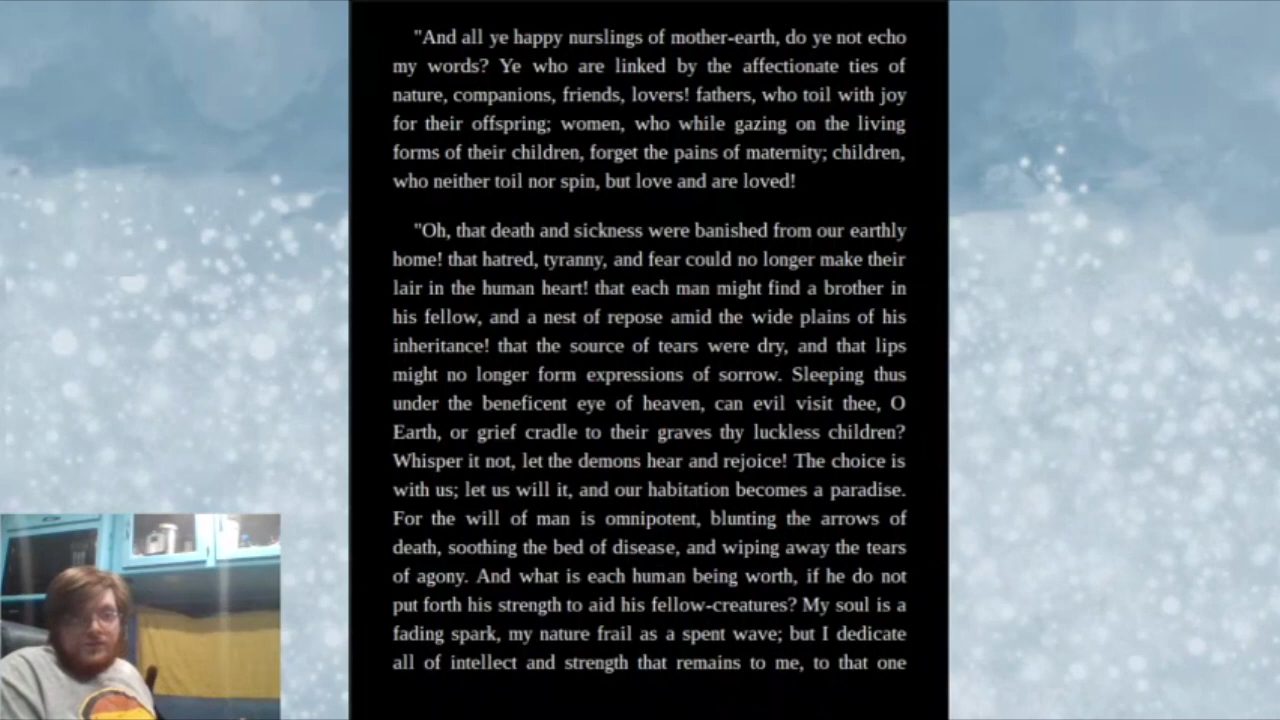 "And all ye happy nurslings of mother-earth, do ye not echo
my words? Ye who are linked by the affectionate ties of
nature, companions, friends, lovers! fathers, who toil with joy
for their offspring; women, who while gazing on the living
forms of their children, forget the pains of maternity; children,
who neither toil nor spin, but love and are loved!
"Oh, that death and sickness were banished from our earthly
home! that hatred, tyranny, and fear could no longer make their
lair in the human heart! that each man might find a brother in
his fellow, and a nest of repose amid the wide plains of his
inheritance! that the source of tears were dry, and that lips
might no longer form expressions of sorrow. Sleeping thus
under the beneficent eye of heaven, can evil visit thee, O
Earth, or grief cradle to their graves thy luckless children?
Whisper it not, let the demons hear and rejoice! The choice is
with us; let us will it, and our habitation becomes a paradise.
For the will of man is omnipotent, blunting the arrows of
death, soothing the bed of disease, and wiping away the tears
of agony. And what is each human being worth, if he do not
put forth his strength to aid his fellow-creatures? My soul is a
fading spark, my nature frail as a spent wave; but I dedicate
all of intellect and strength that remains to me, to that one